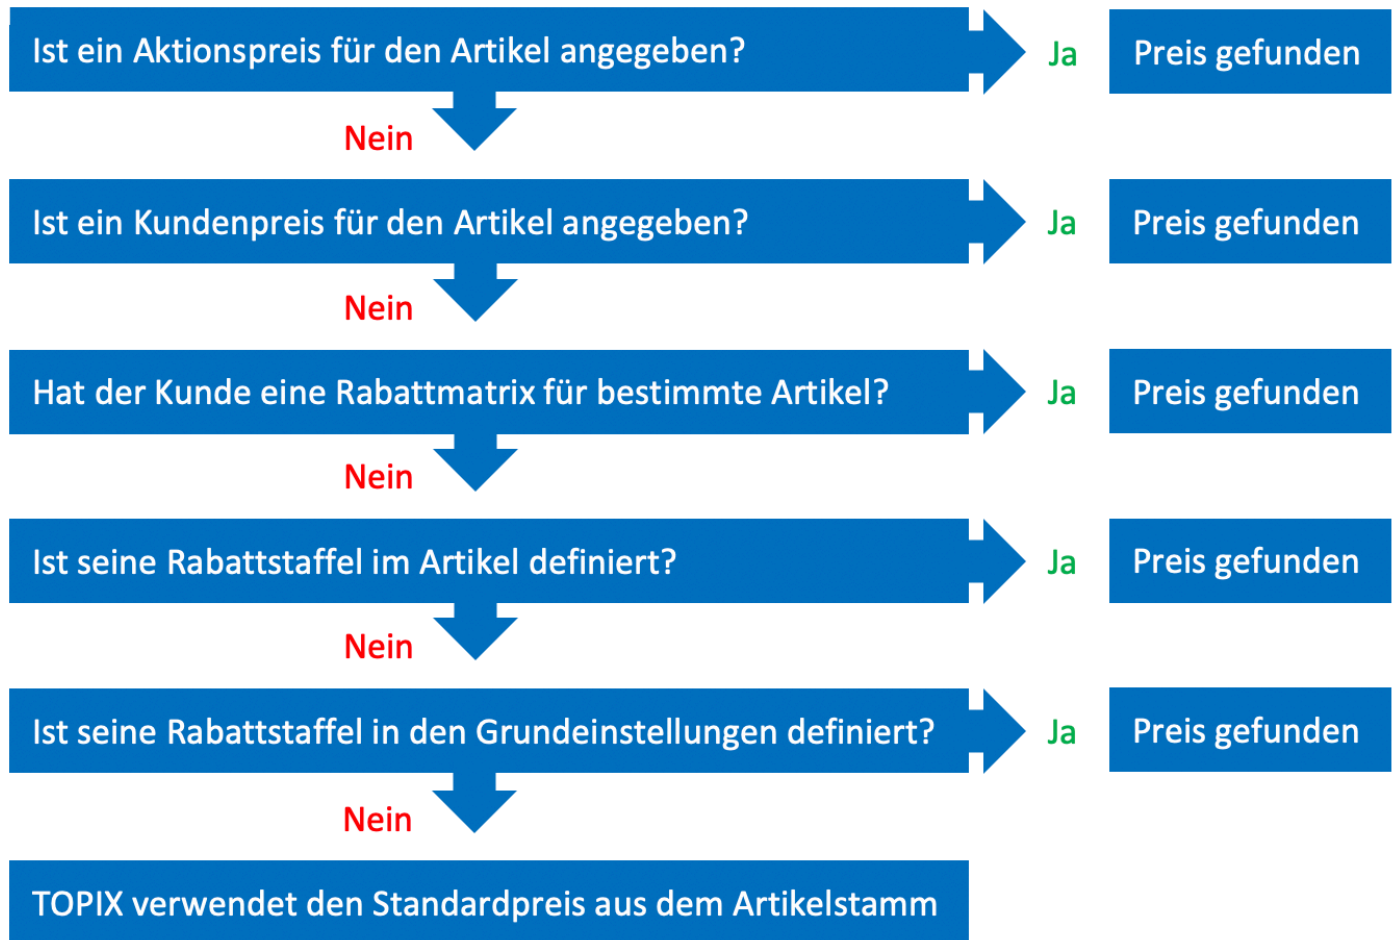 Ist ein Aktionspreis für den Artikel angegeben?
Ja
Preis gefunden
Nein
Ist ein Kundenpreis für den Artikel angegeben?
Ja
Preis gefunden
Nein
Hat der Kunde eine Rabattmatrix für bestimmte Artikel?
Ja
Preis gefunden
Nein
Ist seine Rabattstaffel im Artikel definiert?
Ja
Preis gefunden
Nein
Ist seine Rabattstaffel in den Grundeinstellungen definiert?
Ja
Preis gefunden
Nein
TOPIX verwendet den Standardpreis aus dem Artikelstamm